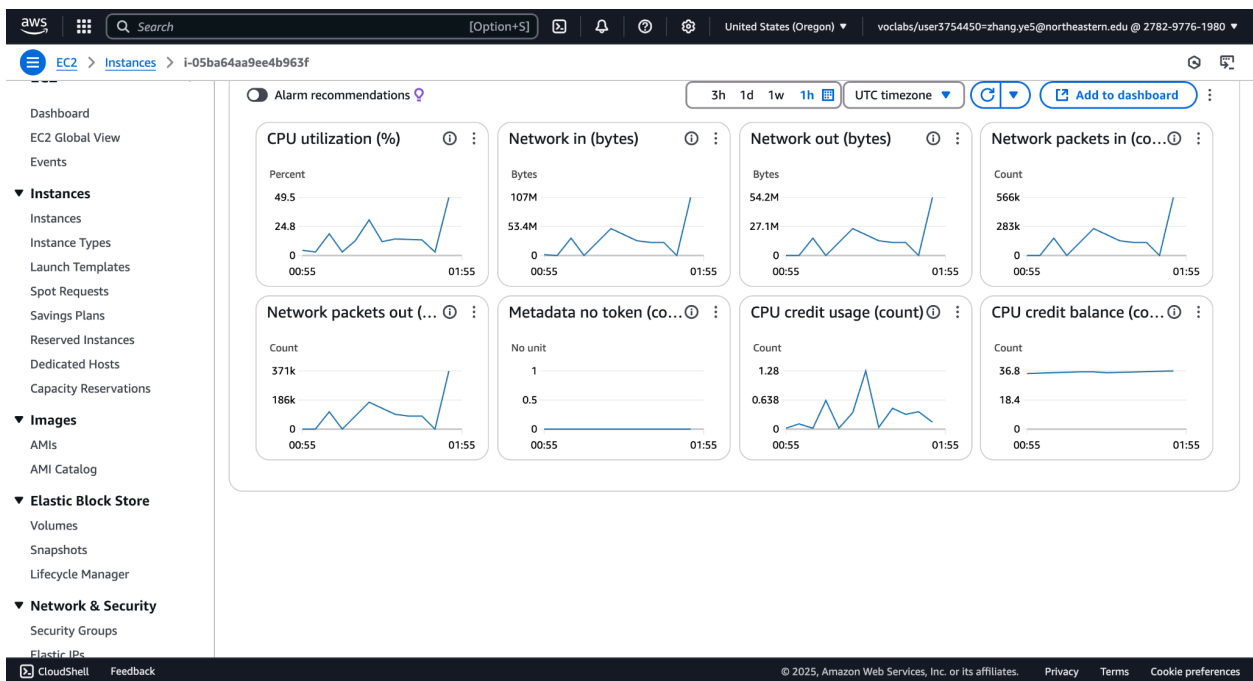 aws
Search [Option+S] United States (Oregon) ▼ voclabs/user3754450=zhang.ye5@northeastern.edu @ 2782-9776-1980 ▼
EC2 > Instances > i-05ba64aa9ee4b963f
Dashboard
EC2 Global View
Events
Instances
Instances
Instance Types
Launch Templates
Spot Requests
Savings Plans
Reserved Instances
Dedicated Hosts
Capacity Reservations
Images
AMIs
AMI Catalog
Elastic Block Store
Volumes
Snapshots
Lifecycle Manager
Network & Security
Security Groups
Elastic IPs
Alarm recommendations
3h 1d 1w 1h UTC timezone Add to dashboard
CPU utilization (%)
Percent
49.5
24.8
0
00:55 01:55
Network in (bytes)
Bytes
107M
53.4M
0
00:55 01:55
Network out (bytes)
Bytes
54.2M
27.1M
0
00:55 01:55
Network packets in (co...
Count
566k
283k
0
00:55 01:55
Network packets out (...
Count
371k
186k
0
00:55 01:55
Metadata no token (co...
No unit
1
0.5
0
00:55 01:55
CPU credit usage (count)
Count
1.28
0.638
0
00:55 01:55
CPU credit balance (co...
Count
36.8
18.4
0
00:55 01:55
CloudShell Feedback © 2025, Amazon Web Services, Inc. or its affiliates. Privacy Terms Cookie preferences